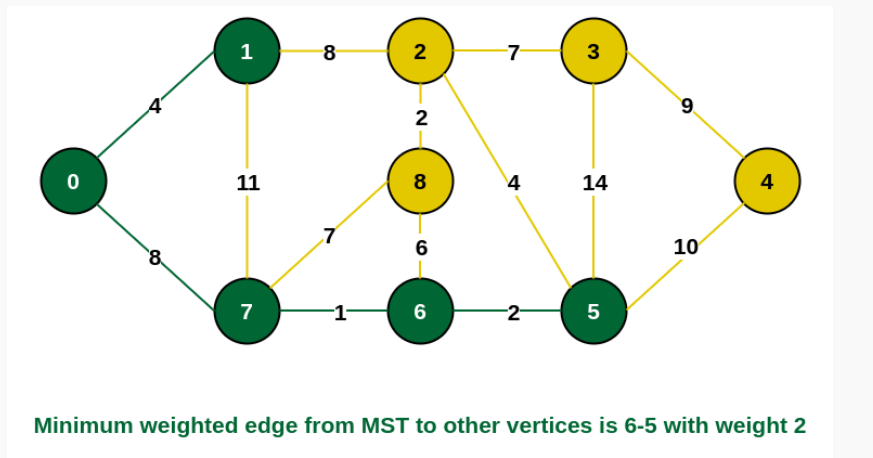 1 8 2 7 3
4 2 9
0 11 8 4 14 4
8 7 6 10
7 1 6 2 5
Minimum weighted edge from MST to other vertices is 6-5 with weight 2